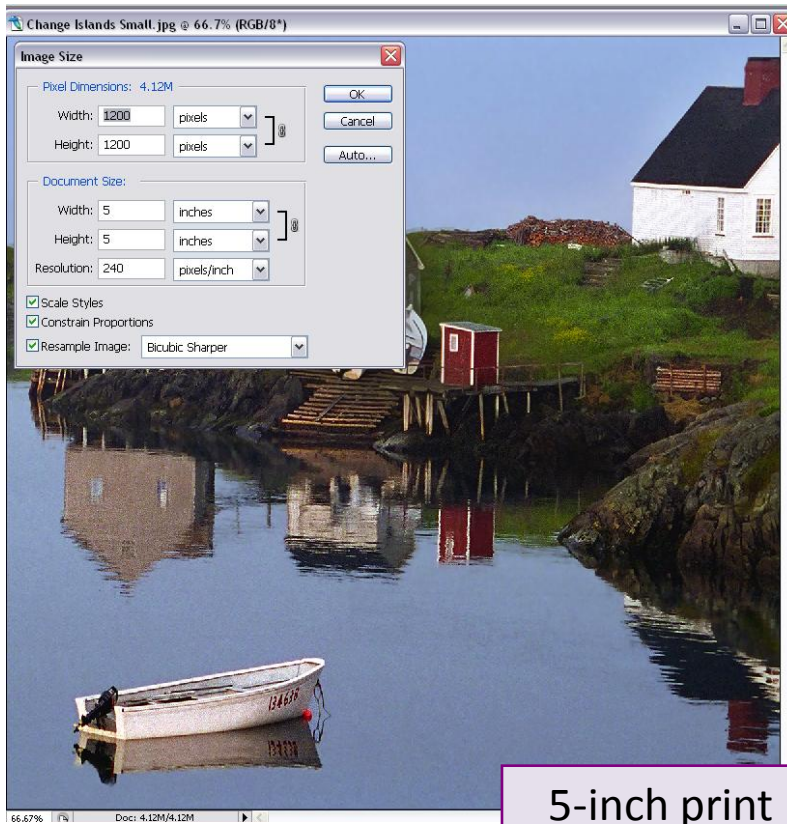 Change Islands Small.jpg @ 66.7% (RGB/8*)
Image Size
Pixel Dimensions: 4.12M
Width: 1200 pixels
Height: 1200 pixels
OK
Cancel
Auto...
Document Size:
Width: 5 inches
Height: 5 inches
Resolution: 240 pixels/inch
Scale Styles
Constrain Proportions
Resample Image: Bicubic Sharper
134638
66.67% Doc: 4.12M/4.12M
5-inch print